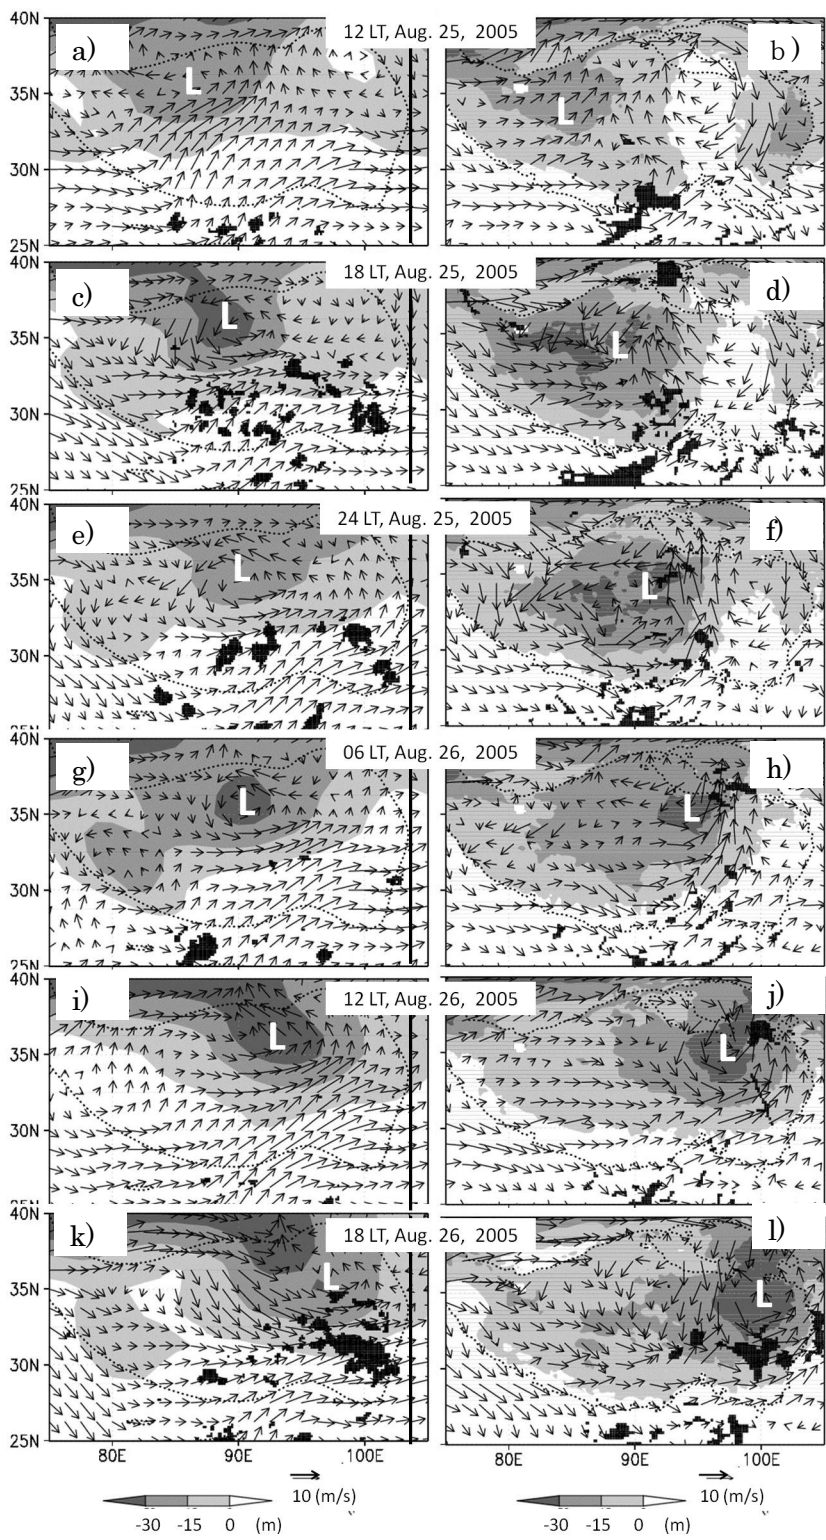 40N
35N
30N
25N
a)
L
12 LT, Aug. 25, 2005
b)
L
40N
35N
30N
25N
c)
L
18 LT, Aug. 25, 2005
d)
L
40N
35N
30N
25N
e)
L
24 LT, Aug. 25, 2005
f)
L
40N
35N
30N
25N
g)
L
06 LT, Aug. 26, 2005
h)
L
40N
35N
30N
25N
i)
L
12 LT, Aug. 26, 2005
j)
L
40N
35N
30N
25N
k)
L
18 LT, Aug. 26, 2005
l)
L
80E 90E 100E 80E 90E 100E
10 (m/s) 10 (m/s)
-30 -15 0 (m) -30 -15 0 (m)